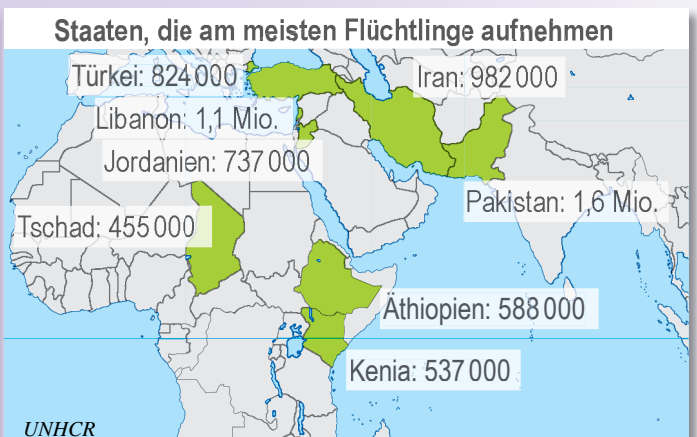 Staaten, die am meisten Flüchtlinge aufnehmen
Türkei: 824 000
Iran: 982 000
Libanon: 1,1 Mio.
Jordanien: 737 000
Pakistan: 1,6 Mio.
Tschad: 455 000
Äthiopien: 588 000
Kenia: 537 000
UNHCR